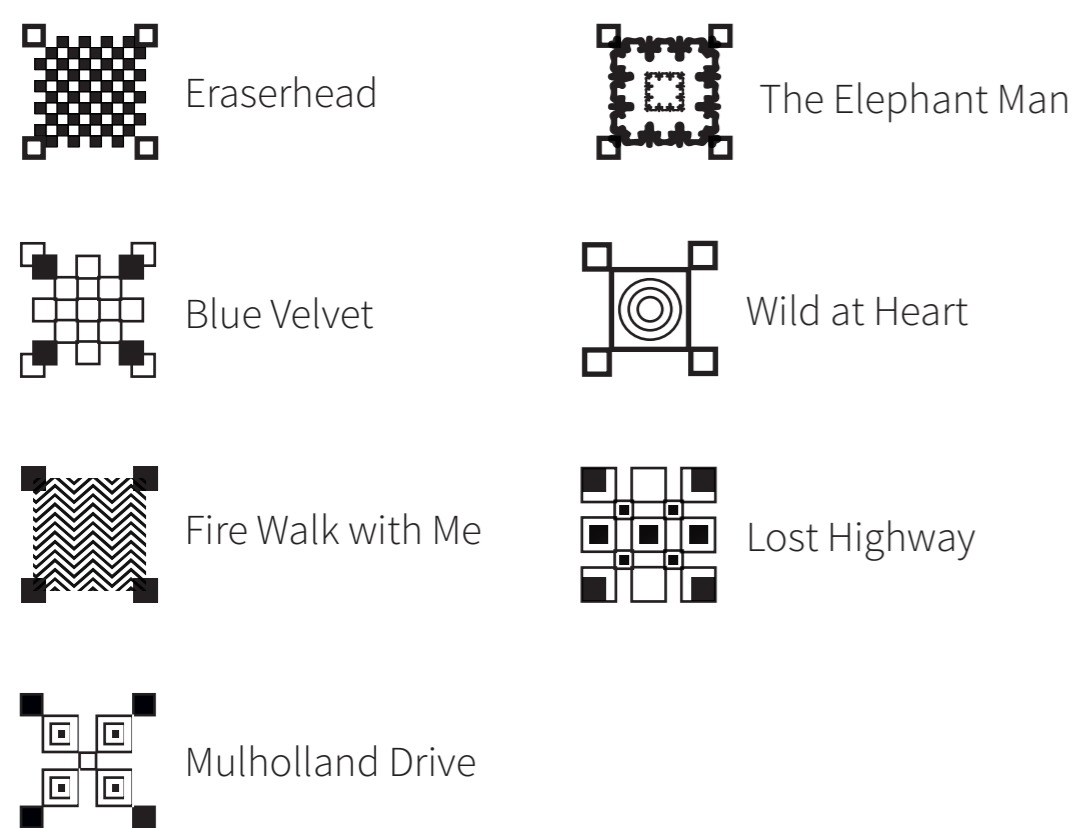 Eraserhead
The Elephant Man
Blue Velvet
Wild at Heart
Fire Walk with Me
Lost Highway
Mulholland Drive